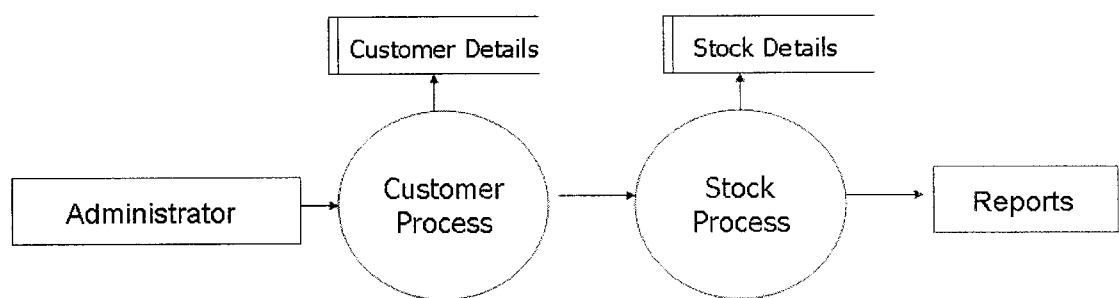 Customer Details
Stock Details
Administrator
Customer
Process
Stock
Process
Reports